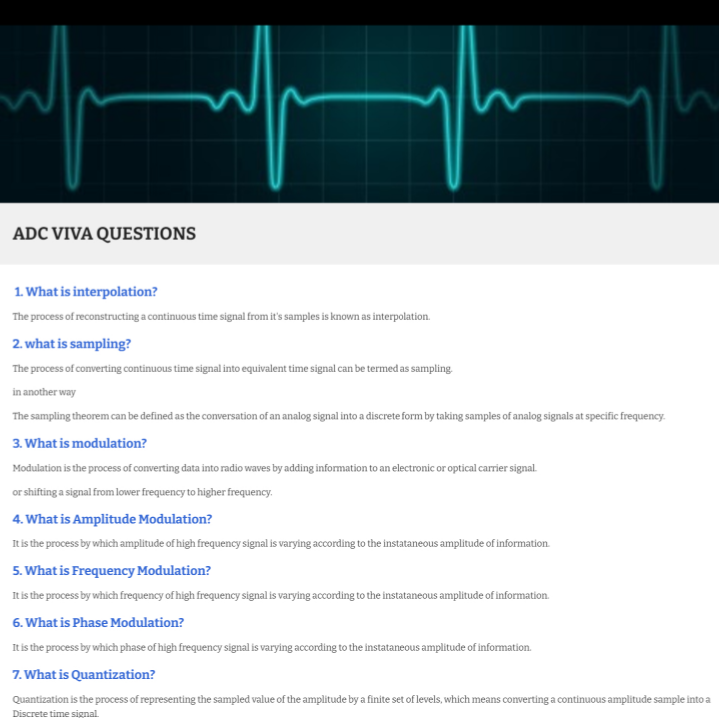 ADC VIVA QUESTIONS
1. What is interpolation?
The process of reconstructing a continuous time signal from it's samples is known as interpolation.
2. what is sampling?
The process of converting continuous time signal into equivalent time signal can be termed as sampling.
in another way
The sampling theorem can be defined as the conversation of an analog signal into a discrete form by taking samples of analog signals at specific frequency.
3. What is modulation?
Modulation is the process of converting data into radio waves by adding information to an electronic or optical carrier signal.
or shifting a signal from lower frequency to higher frequency.
4. What is Amplitude Modulation?
It is the process by which amplitude of high frequency signal is varying according to the instataneous amplitude of information.
5. What is Frequency Modulation?
It is the process by which frequency of high frequency signal is varying according to the instataneous amplitude of information.
6. What is Phase Modulation?
It is the process by which phase of high frequency signal is varying according to the instataneous amplitude of information.
7. What is Quantization?
Quantization is the process of representing the sampled value of the amplitude by a finite set of levels, which means converting a continuous amplitude sample into a
Discrete time signal.